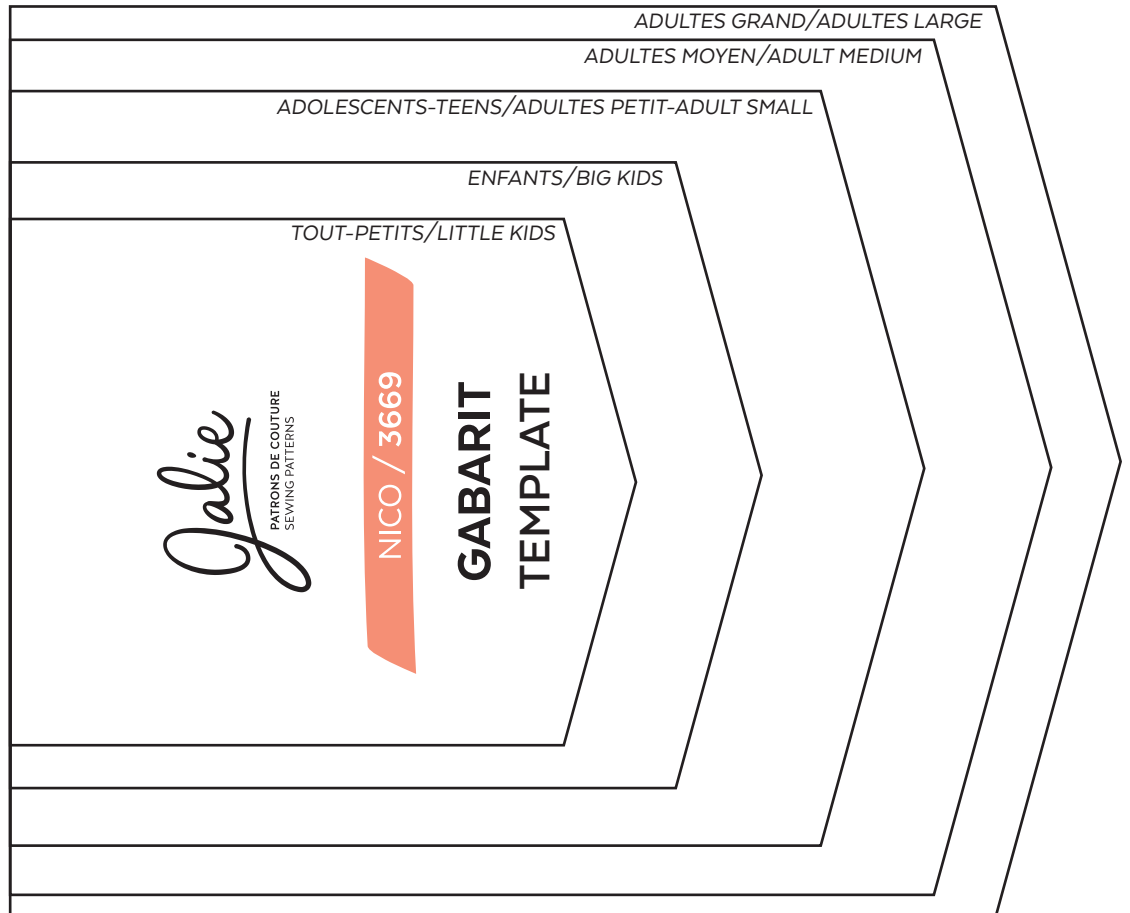 ADULTES GRAND/ADULTES LARGE
ADULTES MOYEN/ADULT MEDIUM
ADOLESCENTS-TEENS/ADULTES PETIT-ADULT SMALL
ENFANTS/BIG KIDS
TOUT-PETITS/LITTLE KIDS
Jalie
PATRONS DE COUTURE
SEWING PATTERNS
NICO / 3669
GABARIT
TEMPLATE